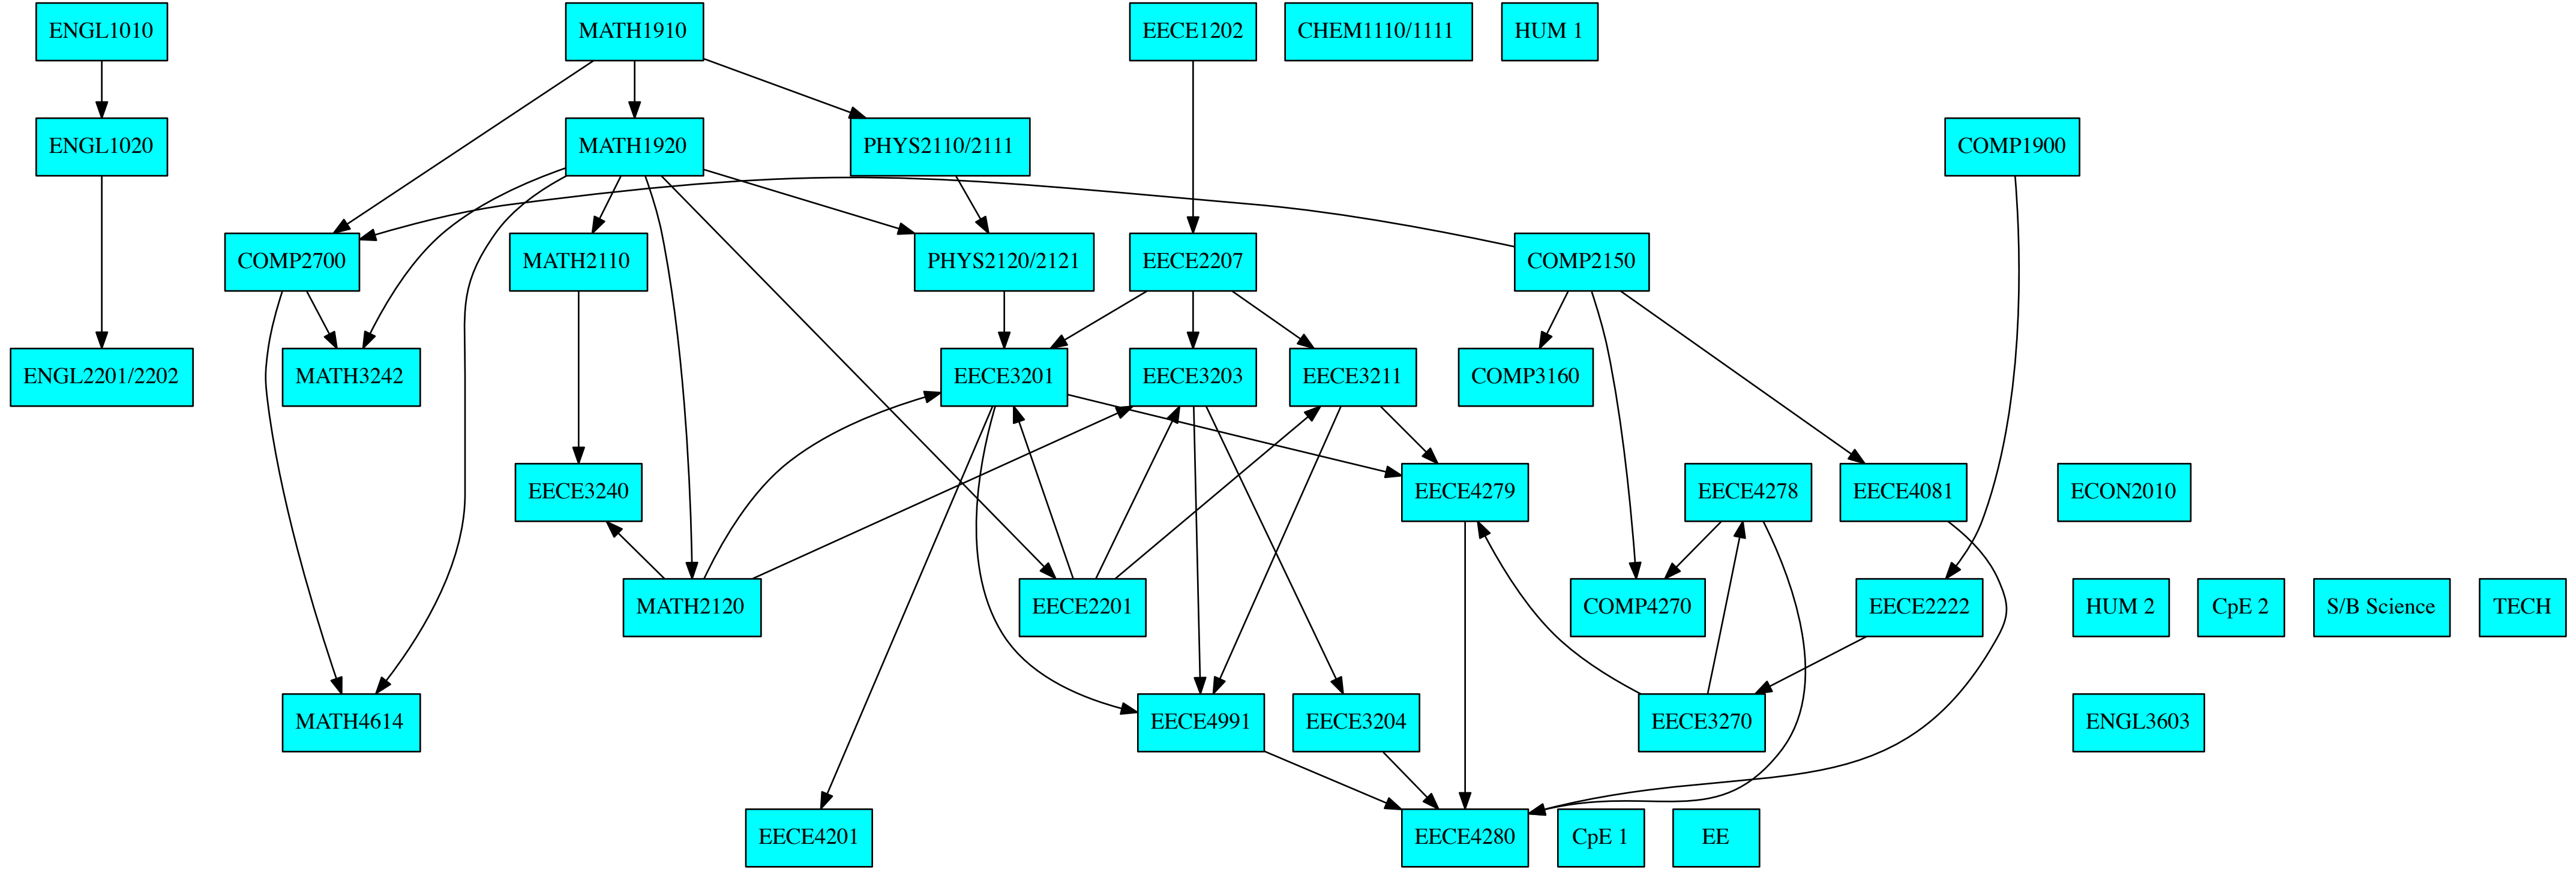 ENGL1010
MATH1910
EECE1202
CHEM1110/1111
HUM 1
ENGL1020
MATH1920
PHYS2110/2111
COMP1900
COMP2700
MATH2110
PHYS2120/2121
EECE2207
COMP2150
ENGL2201/2202
MATH3242
EECE3201
EECE3203
EECE3211
COMP3160
EECE3240
EECE4279
EECE4278
EECE4081
ECON2010
MATH2120
EECE2201
COMP4270
EECE2222
HUM 2
CpE 2
S/B Science
TECH
MATH4614
EECE4991
EECE3204
EECE3270
ENGL3603
EECE4201
EECE4280
CpE 1
EE